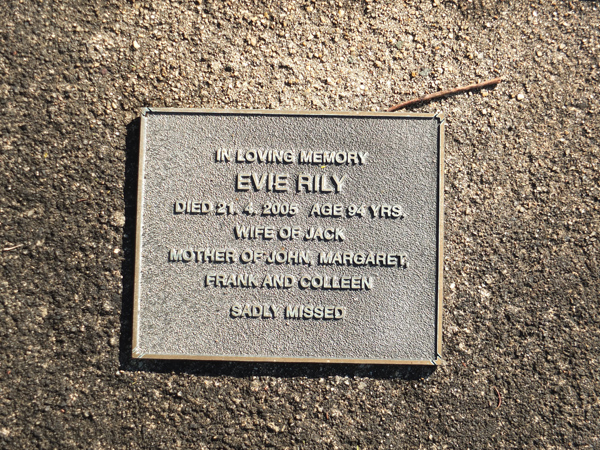 IN LOVING MEMORY
EVIE RILY
DIED 21. 4. 2005 AGE 94 YRS.
WIFE OF JACK
MOTHER OF JOHN, MARGARET,
FRANK AND COLLEEN
SADLY MISSED